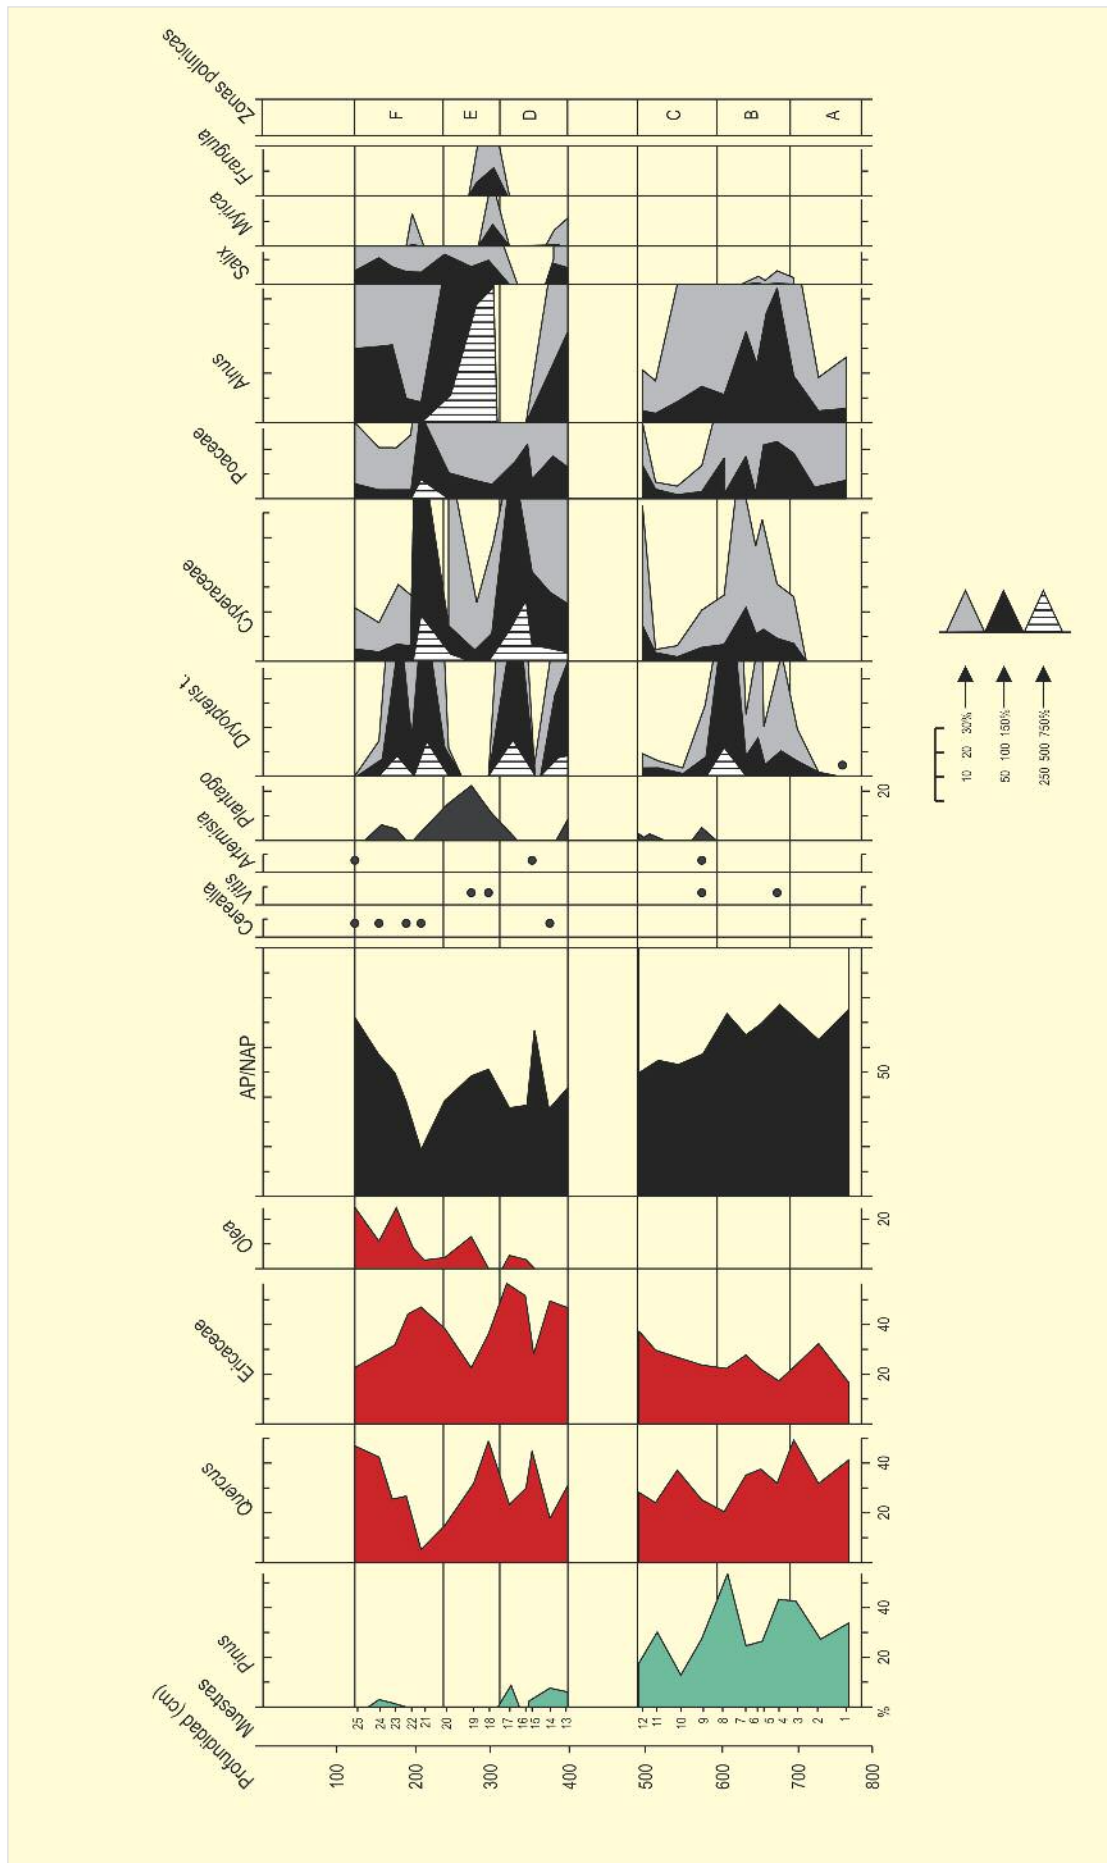 Profundidad (cm)
Muestras
Pinus
Quercus
Ericaceae
Olea
AP/NAP
Cerealia
Vitis
Artemisia
Plantago
Dryopteris t.
Cyperaceae
Poaceae
Alnus
Salix
Myrica
Frangula
Zonas polínicas
100
200
300
400
500
600
700
800
25
24
23
22
21
20
19
18
17
16
15
14
13
12
11
10
9
8
7
6
5
4
3
2
1
F
E
D
C
B
A
% 20 40 20 40 20 40 20 50 20
10 20 30%
50 100 150%
250 500 750%